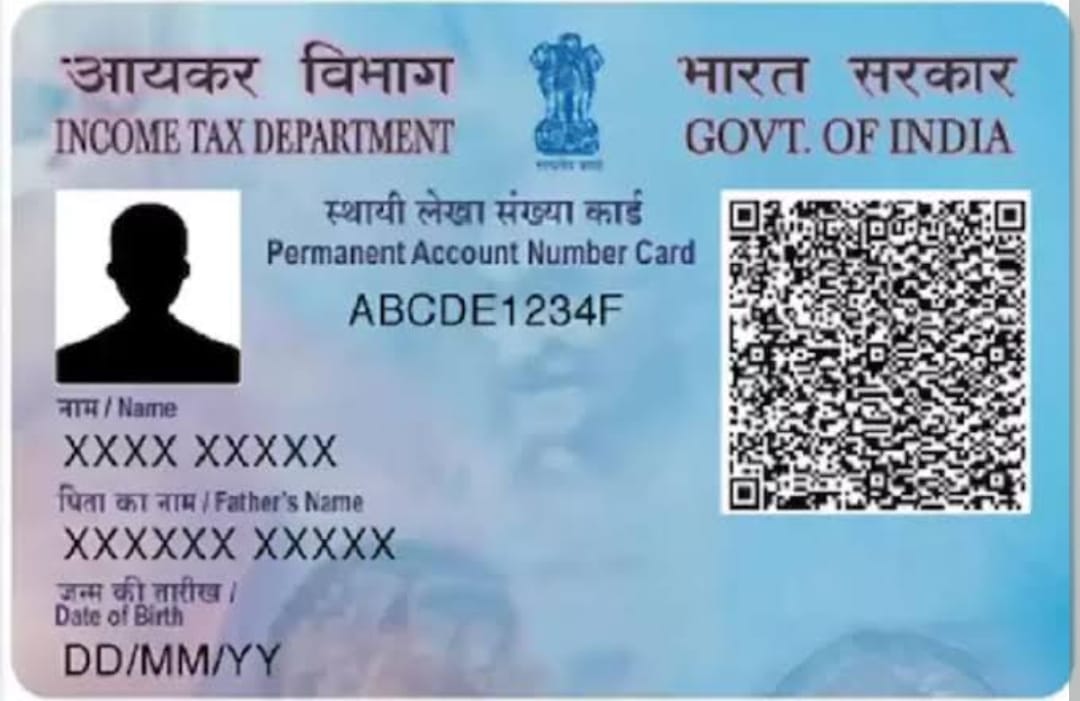 आयकर विभाग
INCOME TAX DEPARTMENT
भारत सरकार
GOVT. OF INDIA
स्थायी लेखा संख्या कार्ड
Permanent Account Number Card
ABCDE1234F
नाम / Name
XXXX XXXXX
पिता का नाम / Father's Name
XXXXXX XXXXX
जन्म की तारीख /
Date of Birth
DD/MM/YY